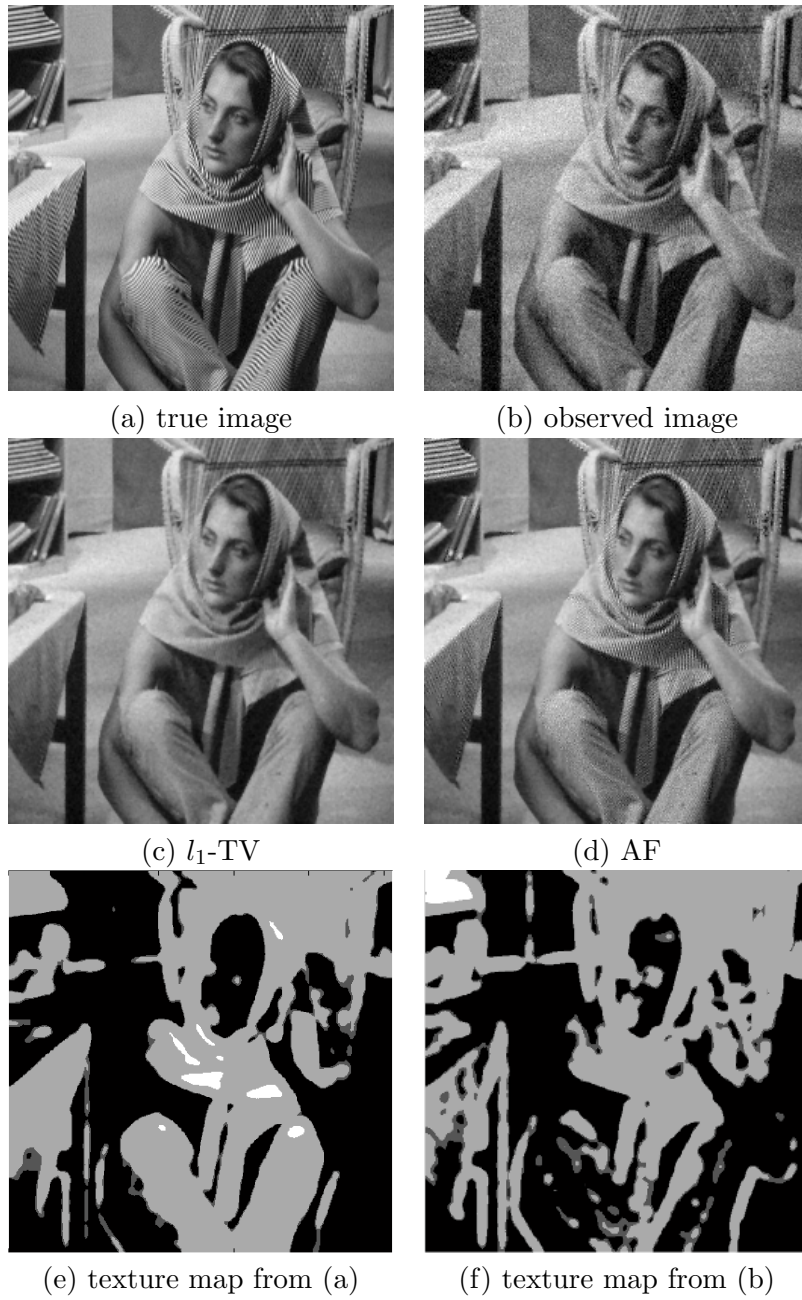 (a) true image
(b) observed image
(c) l₁-TV
(d) AF
(e) texture map from (a)
(f) texture map from (b)